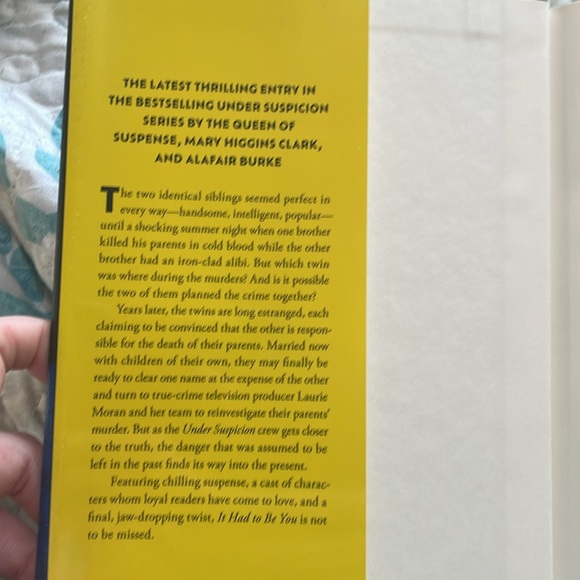 THE LATEST THRILLING ENTRY IN
THE BESTSELLING UNDER SUSPICION
SERIES BY THE QUEEN OF
SUSPENSE, MARY HIGGINS CLARK,
AND ALAFAIR BURKE
The two identical siblings seemed perfect in
every way—handsome, intelligent, popular—
until a shocking summer night when one brother
killed his parents in cold blood while the other
brother had an iron-clad alibi. But which twin
was where during the murders? And is it possible
the two of them planned the crime together?
Years later, the twins are long estranged, each
claiming to be convinced that the other is respon-
sible for the death of their parents. Married now
with children of their own, they may finally be
ready to clear one name at the expense of the other
and turn to true-crime television producer Laurie
Moran and her team to reinvestigate their parents'
murder. But as the Under Suspicion crew gets closer
to the truth, the danger that was assumed to be
left in the past finds its way into the present.
Featuring chilling suspense, a cast of charac-
ters whom loyal readers have come to love, and a
final, jaw-dropping twist, It Had to Be You is not
to be missed.